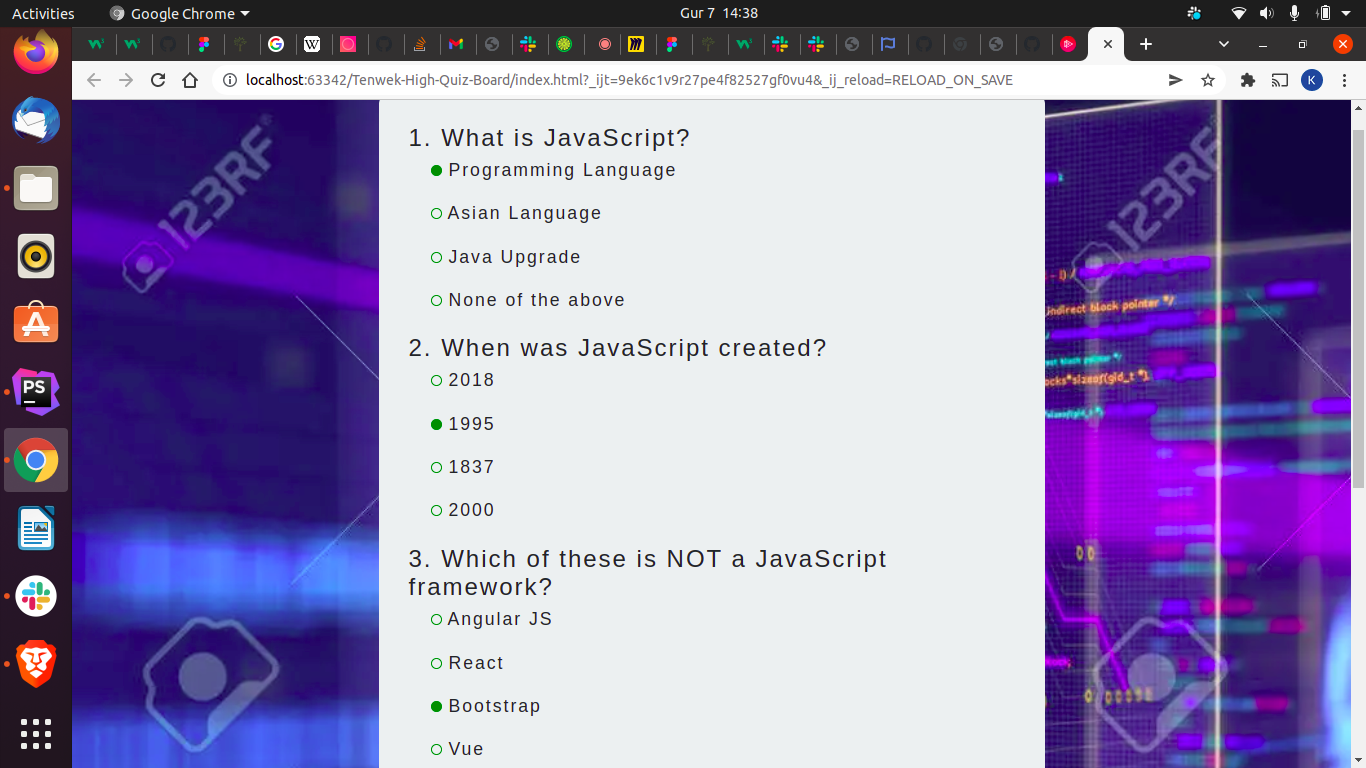 Activities
Google Chrome
Gur 7 14:38
localhost:63342/Tenwek-High-Quiz-Board/index.html?_ijt=9ek6c1v9r27pe4f82527gf0vu4&_ij_reload=RELOAD_ON_SAVE
K
1. What is JavaScript?
Programming Language
Asian Language
Java Upgrade
None of the above
2. When was JavaScript created?
2018
1995
1837
2000
3. Which of these is NOT a JavaScript
framework?
Angular JS
React
Bootstrap
Vue
123RF®
123RF
indirect block pointer */
PS